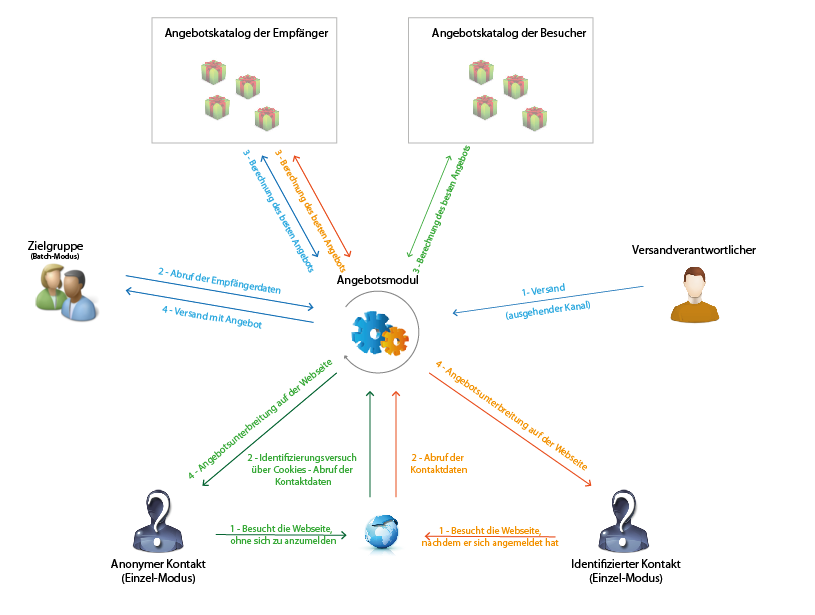 Angebotskatalog der Empfänger
Angebotskatalog der Besucher
3 - Berechnung des besten Angebots
3 - Berechnung des besten Angebots
3 - Berechnung des besten Angebots
Zielgruppe
(Batch-Modus)
Versandverantwortlicher
Angebotsmodul
2 - Abruf der Empfängerdaten
4 - Versand mit Angebot
1- Versand
(ausgehender Kanal)
4 - Angebotsunterbreitung auf der Webseite
4 - Angebotsunterbreitung auf der Webseite
2 - Identifizierungsversuch
über Cookies - Abruf der
Kontaktdaten
2 - Abruf der
Kontaktdaten
1 - Besucht die Webseite,
ohne sich zu anzumelden
1 - Besucht die Webseite,
nachdem er sich angemeldet hat
Anonymer Kontakt
(Einzel-Modus)
Identifizierter Kontakt
(Einzel-Modus)